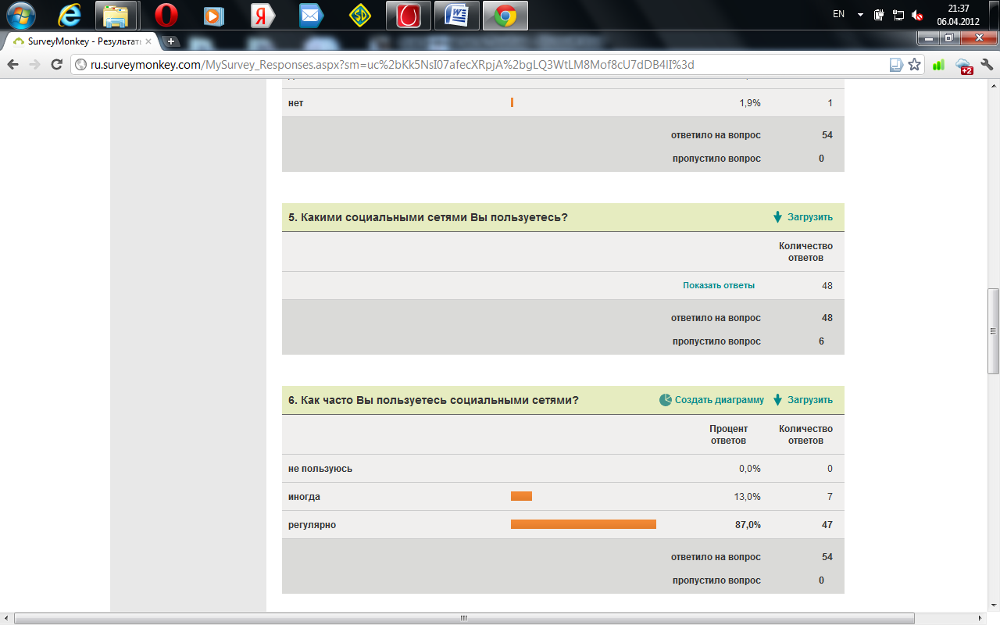 EN
21:37
06.04.2012
SurveyMonkey - Результаты
ru.surveymonkey.com/MySurvey_Responses.aspx?sm=uc%2bKk5NsI07afecXRpjA%2bgLQ3WtLM8Mof8cU7dDB4lI%3d
+2
нет 1,9% 1
ответило на вопрос 54
пропустило вопрос 0
5. Какими социальными сетями Вы пользуетесь? Загрузить
Количество
ответов
Показать ответы 48
ответило на вопрос 48
пропустило вопрос 6
6. Как часто Вы пользуетесь социальными сетями? Создать диаграмму Загрузить
Процент Количество
ответов ответов
не пользуюсь 0,0% 0
иногда 13,0% 7
регулярно 87,0% 47
ответило на вопрос 54
пропустило вопрос 0